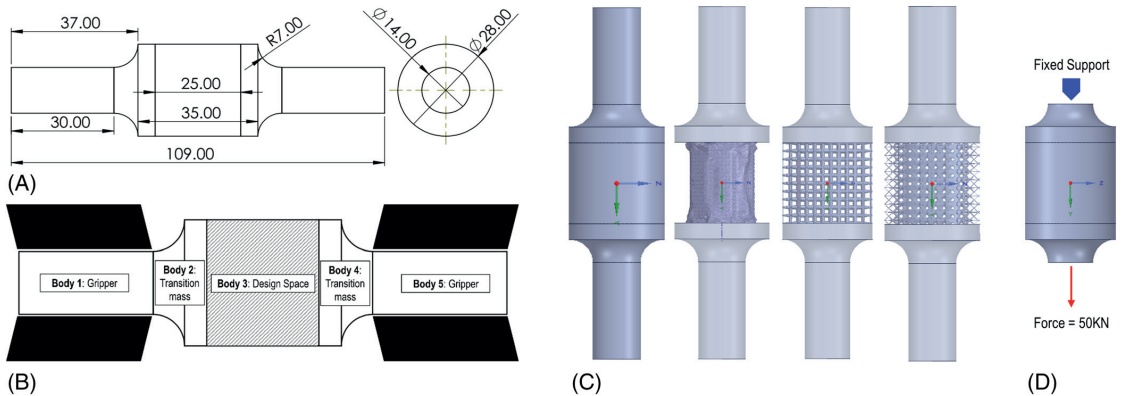 37.00
R7.00
25.00
35.00
30.00
109.00
Ø14.00
Ø28.00
(A)
Body 1: Gripper
Body 2:
Transition
mass
Body 3: Design Space
Body 4:
Transition
mass
Body 5: Gripper
(B)
Z
Z
Z
(C)
Fixed Support
Z
Y
Force = 50KN
(D)